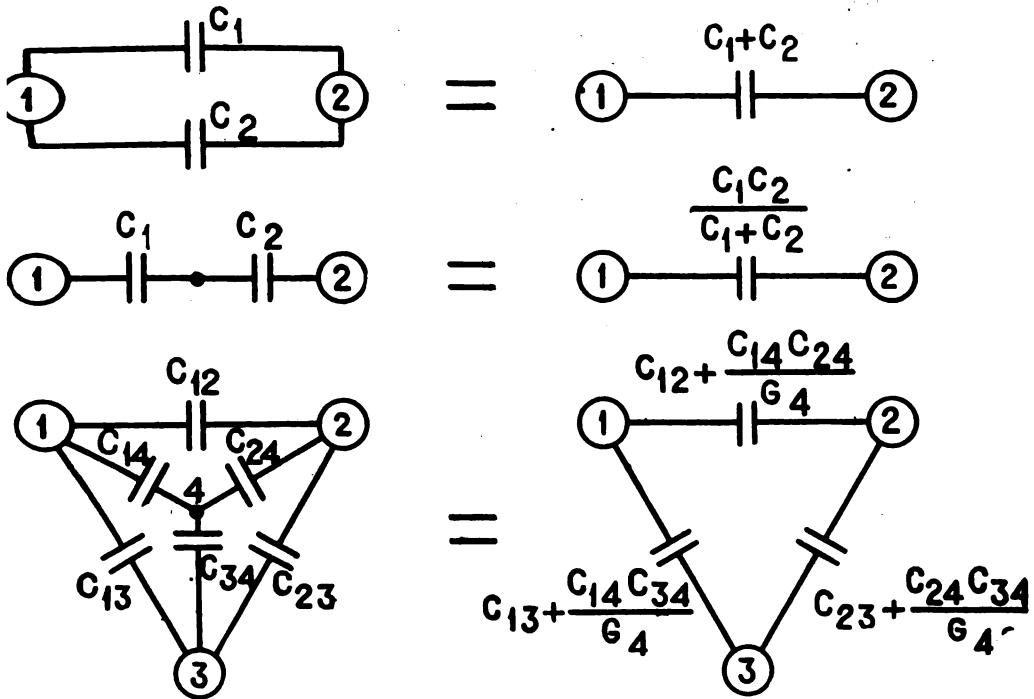 C₁
1
2
C₂
=
C₁+C₂
1
2
C₁
C₂
1
2
=
C₁C₂
C₁+C₂
1
2
C₁₂
1
2
C₁₄
C₂₄
4
C₃₄
C₁₃
C₂₃
3
=
C₁₂+ C₁₄C₂₄
G₄
1
2
C₁₃+ C₁₄C₃₄
G₄
C₂₃+ C₂₄C₃₄
G₄
3